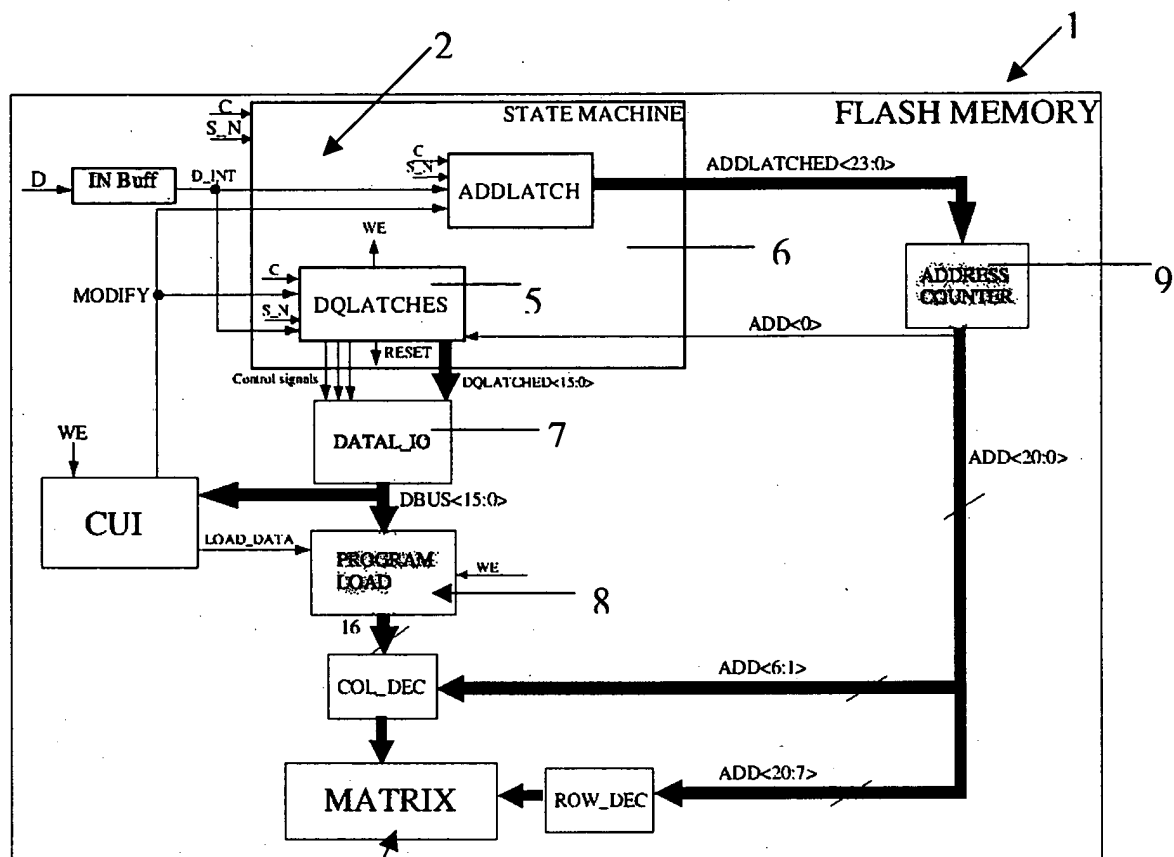 1
2
C
S_N
STATE MACHINE
FLASH MEMORY
D
IN Buff
D_INT
C
S_N
ADDLATCH
ADDLATCHED<23:0>
WE
6
C
MODIFY
S_N
DQLATCHES
5
ADDRESS
COUNTER
9
ADD<0>
RESET
Control signals
DQLATCHED<15:0>
WE
DATAL_IO
7
ADD<20:0>
CUI
DBUS<15:0>
LOAD_DATA
PROGRAM
LOAD
WE
8
16
COL_DEC
ADD<6:1>
MATRIX
ROW_DEC
ADD<20:7>